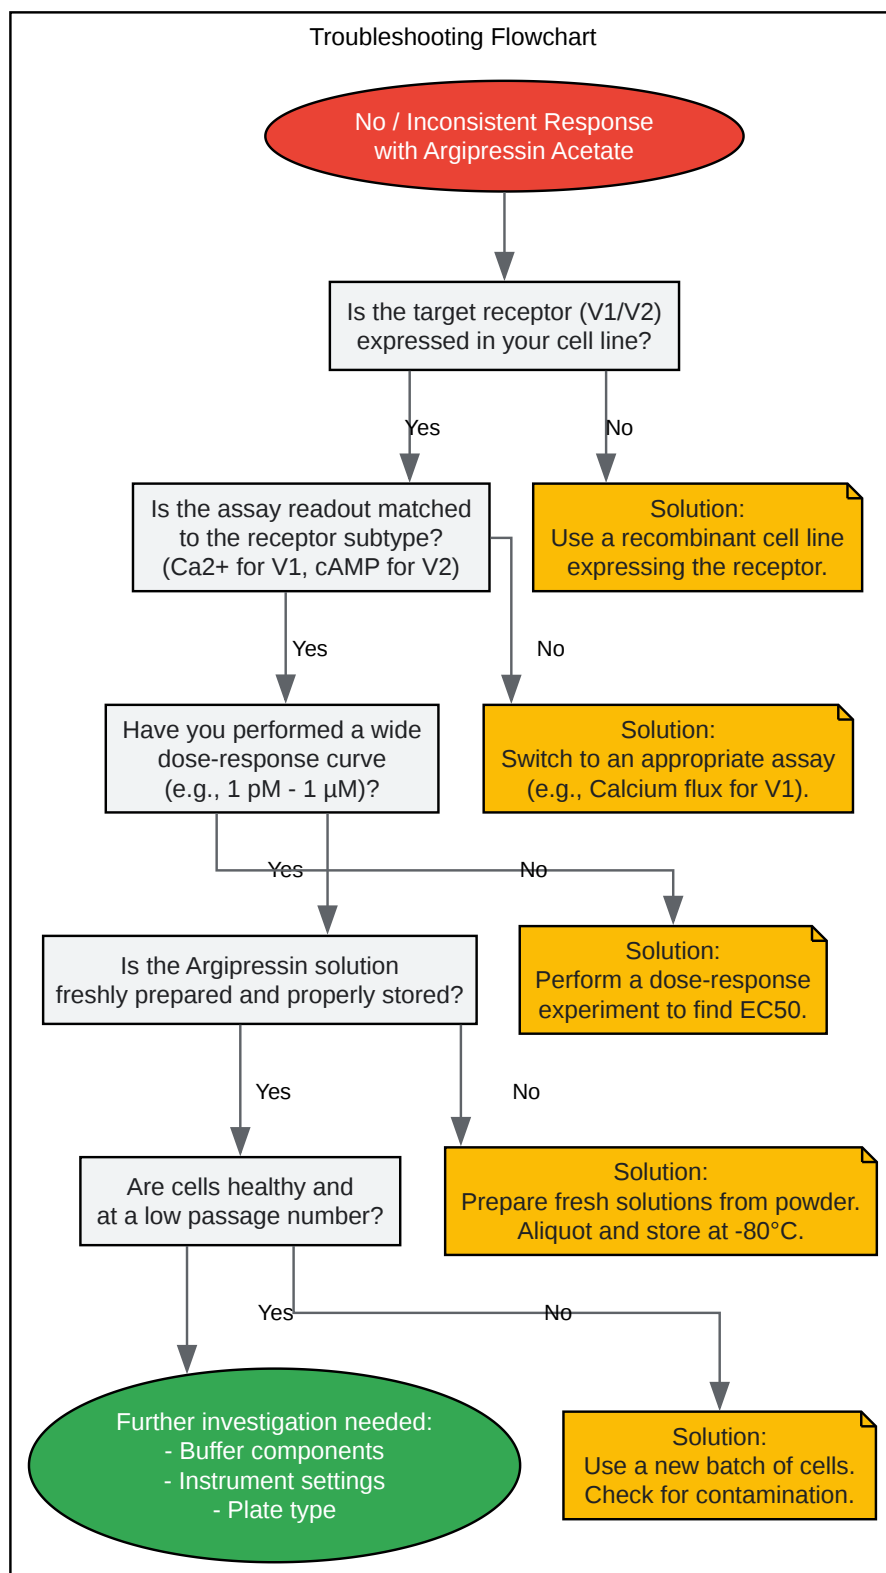 Troubleshooting Flowchart
No / Inconsistent Response
with Argipressin Acetate
Is the target receptor (V1/V2)
expressed in your cell line?
Yes
No
Is the assay readout matched
to the receptor subtype?
(Ca2+ for V1, cAMP for V2)
Solution:
Use a recombinant cell line
expressing the receptor.
Yes
No
Have you performed a wide
dose-response curve
(e.g., 1 pM - 1 µM)?
Solution:
Switch to an appropriate assay
(e.g., Calcium flux for V1).
Yes
No
Is the Argipressin solution
freshly prepared and properly stored?
Solution:
Perform a dose-response
experiment to find EC50.
Yes
No
Are cells healthy and
at a low passage number?
Solution:
Prepare fresh solutions from powder.
Aliquot and store at -80°C.
Yes
No
Further investigation needed:
- Buffer components
- Instrument settings
- Plate type
Solution:
Use a new batch of cells.
Check for contamination.